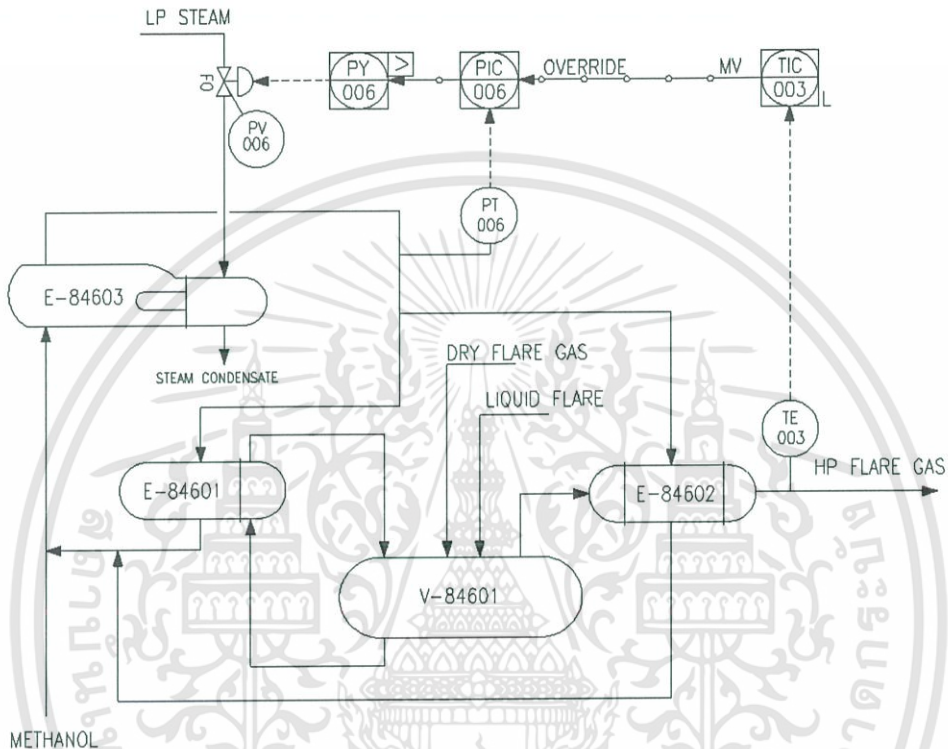 LP STEAM
FO
PV
006
PY
006
>
PIC
006
OVERRIDE
MV
TIC
003
L
PT
006
E-84603
STEAM CONDENSATE
DRY FLARE GAS
LIQUID FLARE
TE
003
HP FLARE GAS
E-84601
E-84602
V-84601
METHANOL